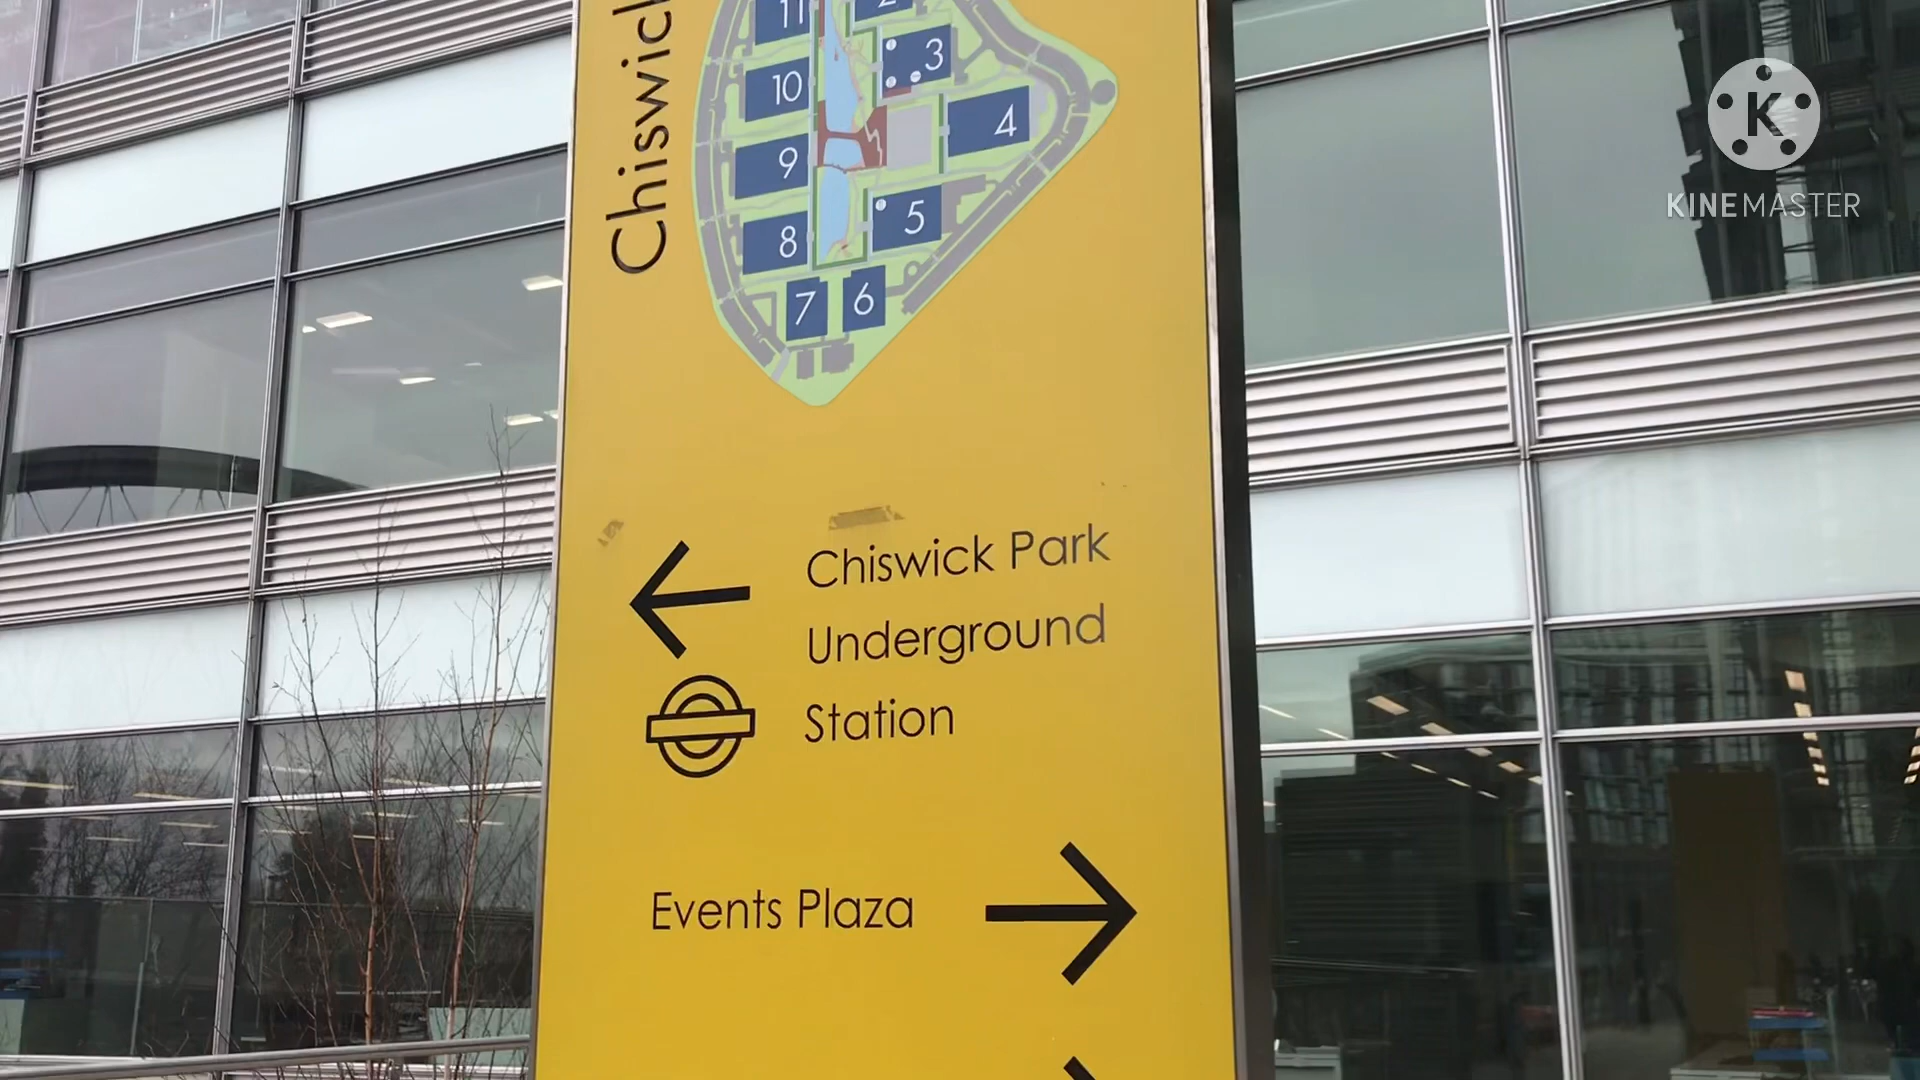 Chiswick
11
2
3
10
4
9
5
8
7
6
Chiswick Park
Underground
Station
Events Plaza
K
KINEMASTER